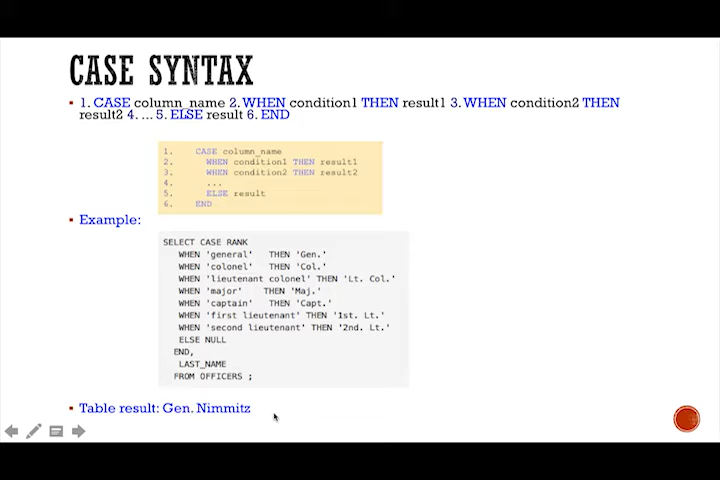 CASE SYNTAX
1. CASE column_name 2. WHEN condition1 THEN result1 3. WHEN condition2 THEN
result2 4. ... 5. ELSE result 6. END
1. CASE column_name
2. WHEN condition1 THEN result1
3. WHEN condition2 THEN result2
4. ...
5. ELSE result
6. END
Example:
SELECT CASE RANK
WHEN 'general' THEN 'Gen.'
WHEN 'colonel' THEN 'Col.'
WHEN 'lieutenant colonel' THEN 'Lt. Col.'
WHEN 'major' THEN 'Maj.'
WHEN 'captain' THEN 'Capt.'
WHEN 'first lieutenant' THEN '1st. Lt.'
WHEN 'second lieutenant' THEN '2nd. Lt.'
ELSE NULL
END,
LAST_NAME
FROM OFFICERS ;
Table result: Gen. Nimmitz